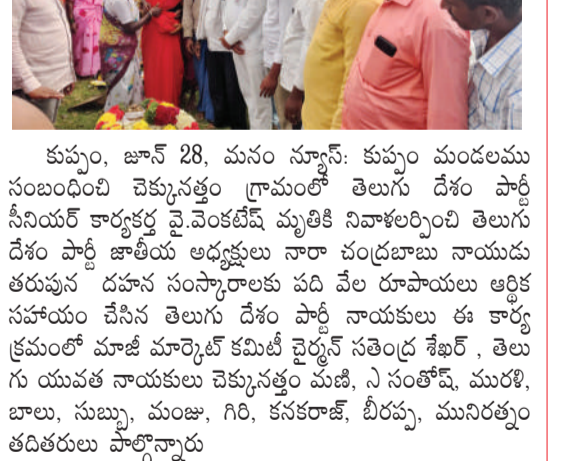 కుప్పం, జూన్ 28, మనం న్యూస్: కుప్పం మండలము
సంబంధించి చెక్కునత్తం గ్రామంలో తెలుగు దేశం పార్టీ
సీనియర్ కార్యకర్త వై.వెంకటేష్ మృతికి నివాళలర్పించి తెలుగు
దేశం పార్టీ జాతీయ అధ్యక్షులు నారా చంద్రబాబు నాయుడు
తరుపున దహన సంస్కారాలకు పది వేల రూపాయలు ఆర్థిక
సహాయం చేసిన తెలుగు దేశం పార్టీ నాయకులు ఈ కార్య
క్రమంలో మాజీ మార్కెట్ కమిటీ చైర్మన్ సతెంద్ర శేఖర్ , తెలు
గు యువత నాయకులు చెక్కునత్తం మణి, ఎ సంతోష్, మురళి,
బాలు, సుబ్బు, మంజు, గిరి, కనకరాజ్, బీరప్ప, మునిరత్నం
తదితరులు పాల్గొన్నారు